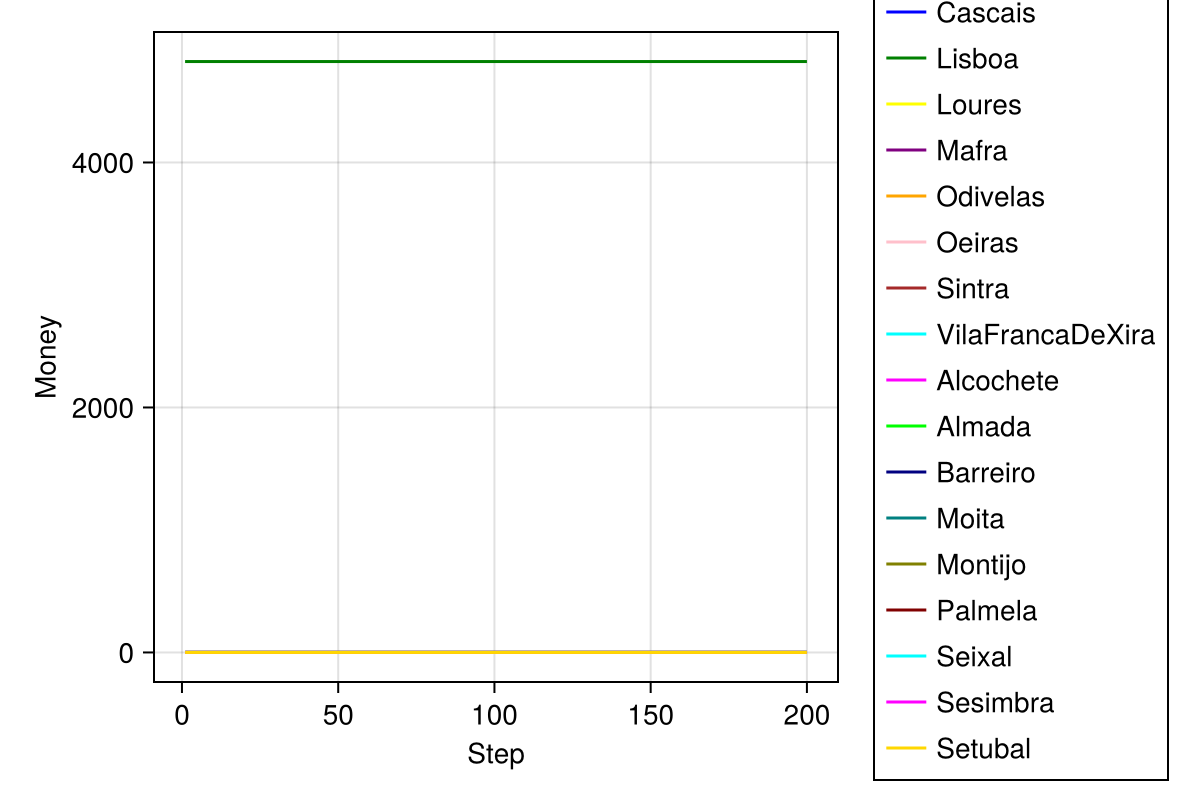 Cascais
Lisboa
Loures
Mafra
Odivelas
Oeiras
Sintra
VilaFrancaDeXira
Alcochete
Almada
Barreiro
Moita
Montijo
Palmela
Seixal
Sesimbra
Setubal
Money
4000
2000
0
0 50 100 150 200
Step